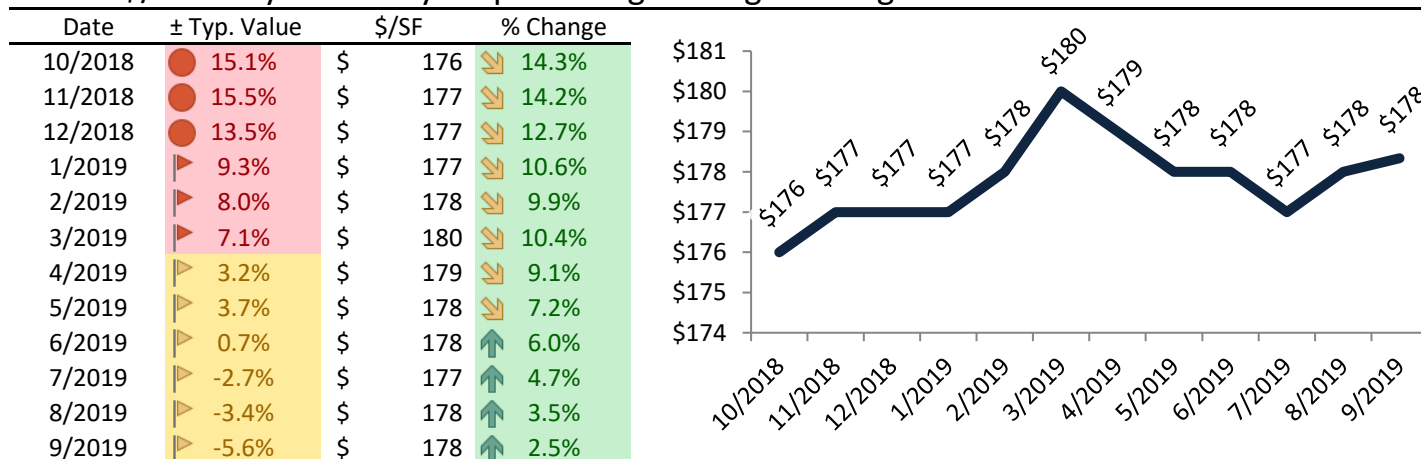 Date ± Typ. Value $/SF % Change
10/2018 15.1% $ 176 14.3%
11/2018 15.5% $ 177 14.2%
12/2018 13.5% $ 177 12.7%
1/2019 9.3% $ 177 10.6%
2/2019 8.0% $ 178 9.9%
3/2019 7.1% $ 180 10.4%
4/2019 3.2% $ 179 9.1%
5/2019 3.7% $ 178 7.2%
6/2019 0.7% $ 178 6.0%
7/2019 -2.7% $ 177 4.7%
8/2019 -3.4% $ 178 3.5%
9/2019 -5.6% $ 178 2.5%
$181
$180
$179
$178
$177
$176
$175
$174
$176
$177
$177
$177
$178
$180
$179
$178
$178
$177
$178
$178
10/2018
11/2018
12/2018
1/2019
2/2019
3/2019
4/2019
5/2019
6/2019
7/2019
8/2019
9/2019